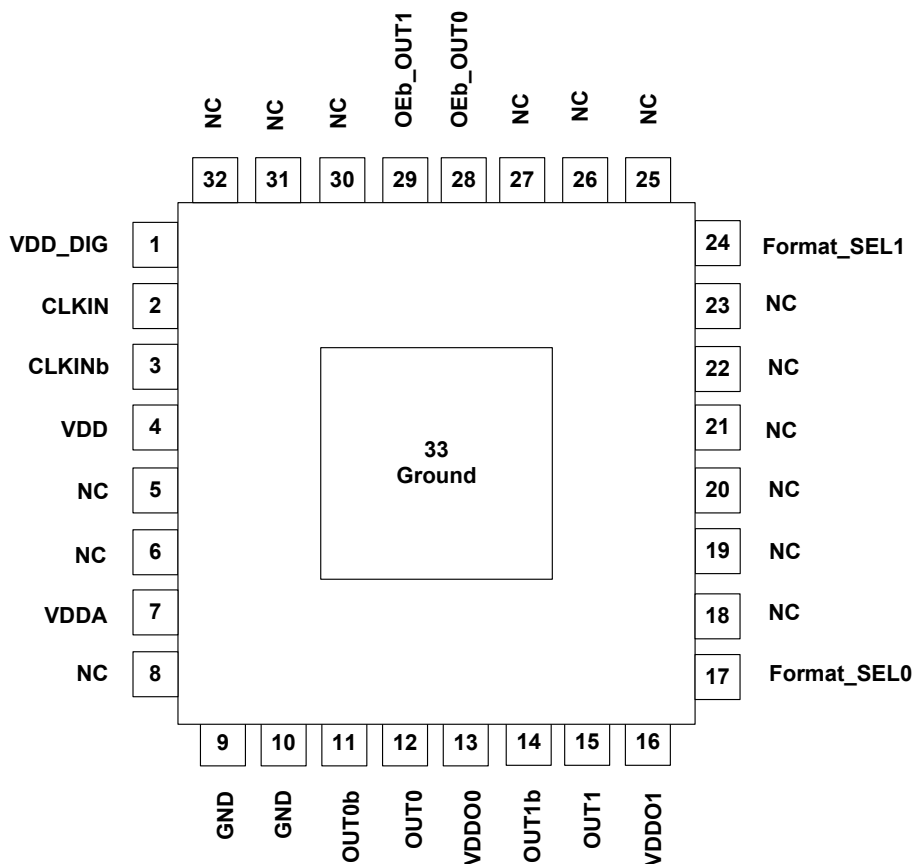 NC
NC
NC
OEb_OUT1
OEb_OUT0
NC
NC
NC
32
31
30
29
28
27
26
25
VDD_DIG
1
24
Format_SEL1
CLKIN
2
23
NC
CLKINb
3
22
NC
VDD
4
21
NC
33
Ground
NC
5
20
NC
NC
6
19
NC
VDDA
7
18
NC
NC
8
17
Format_SEL0
9
10
11
12
13
14
15
16
GND
GND
OUT0b
OUT0
VDDO0
OUT1b
OUT1
VDDO1